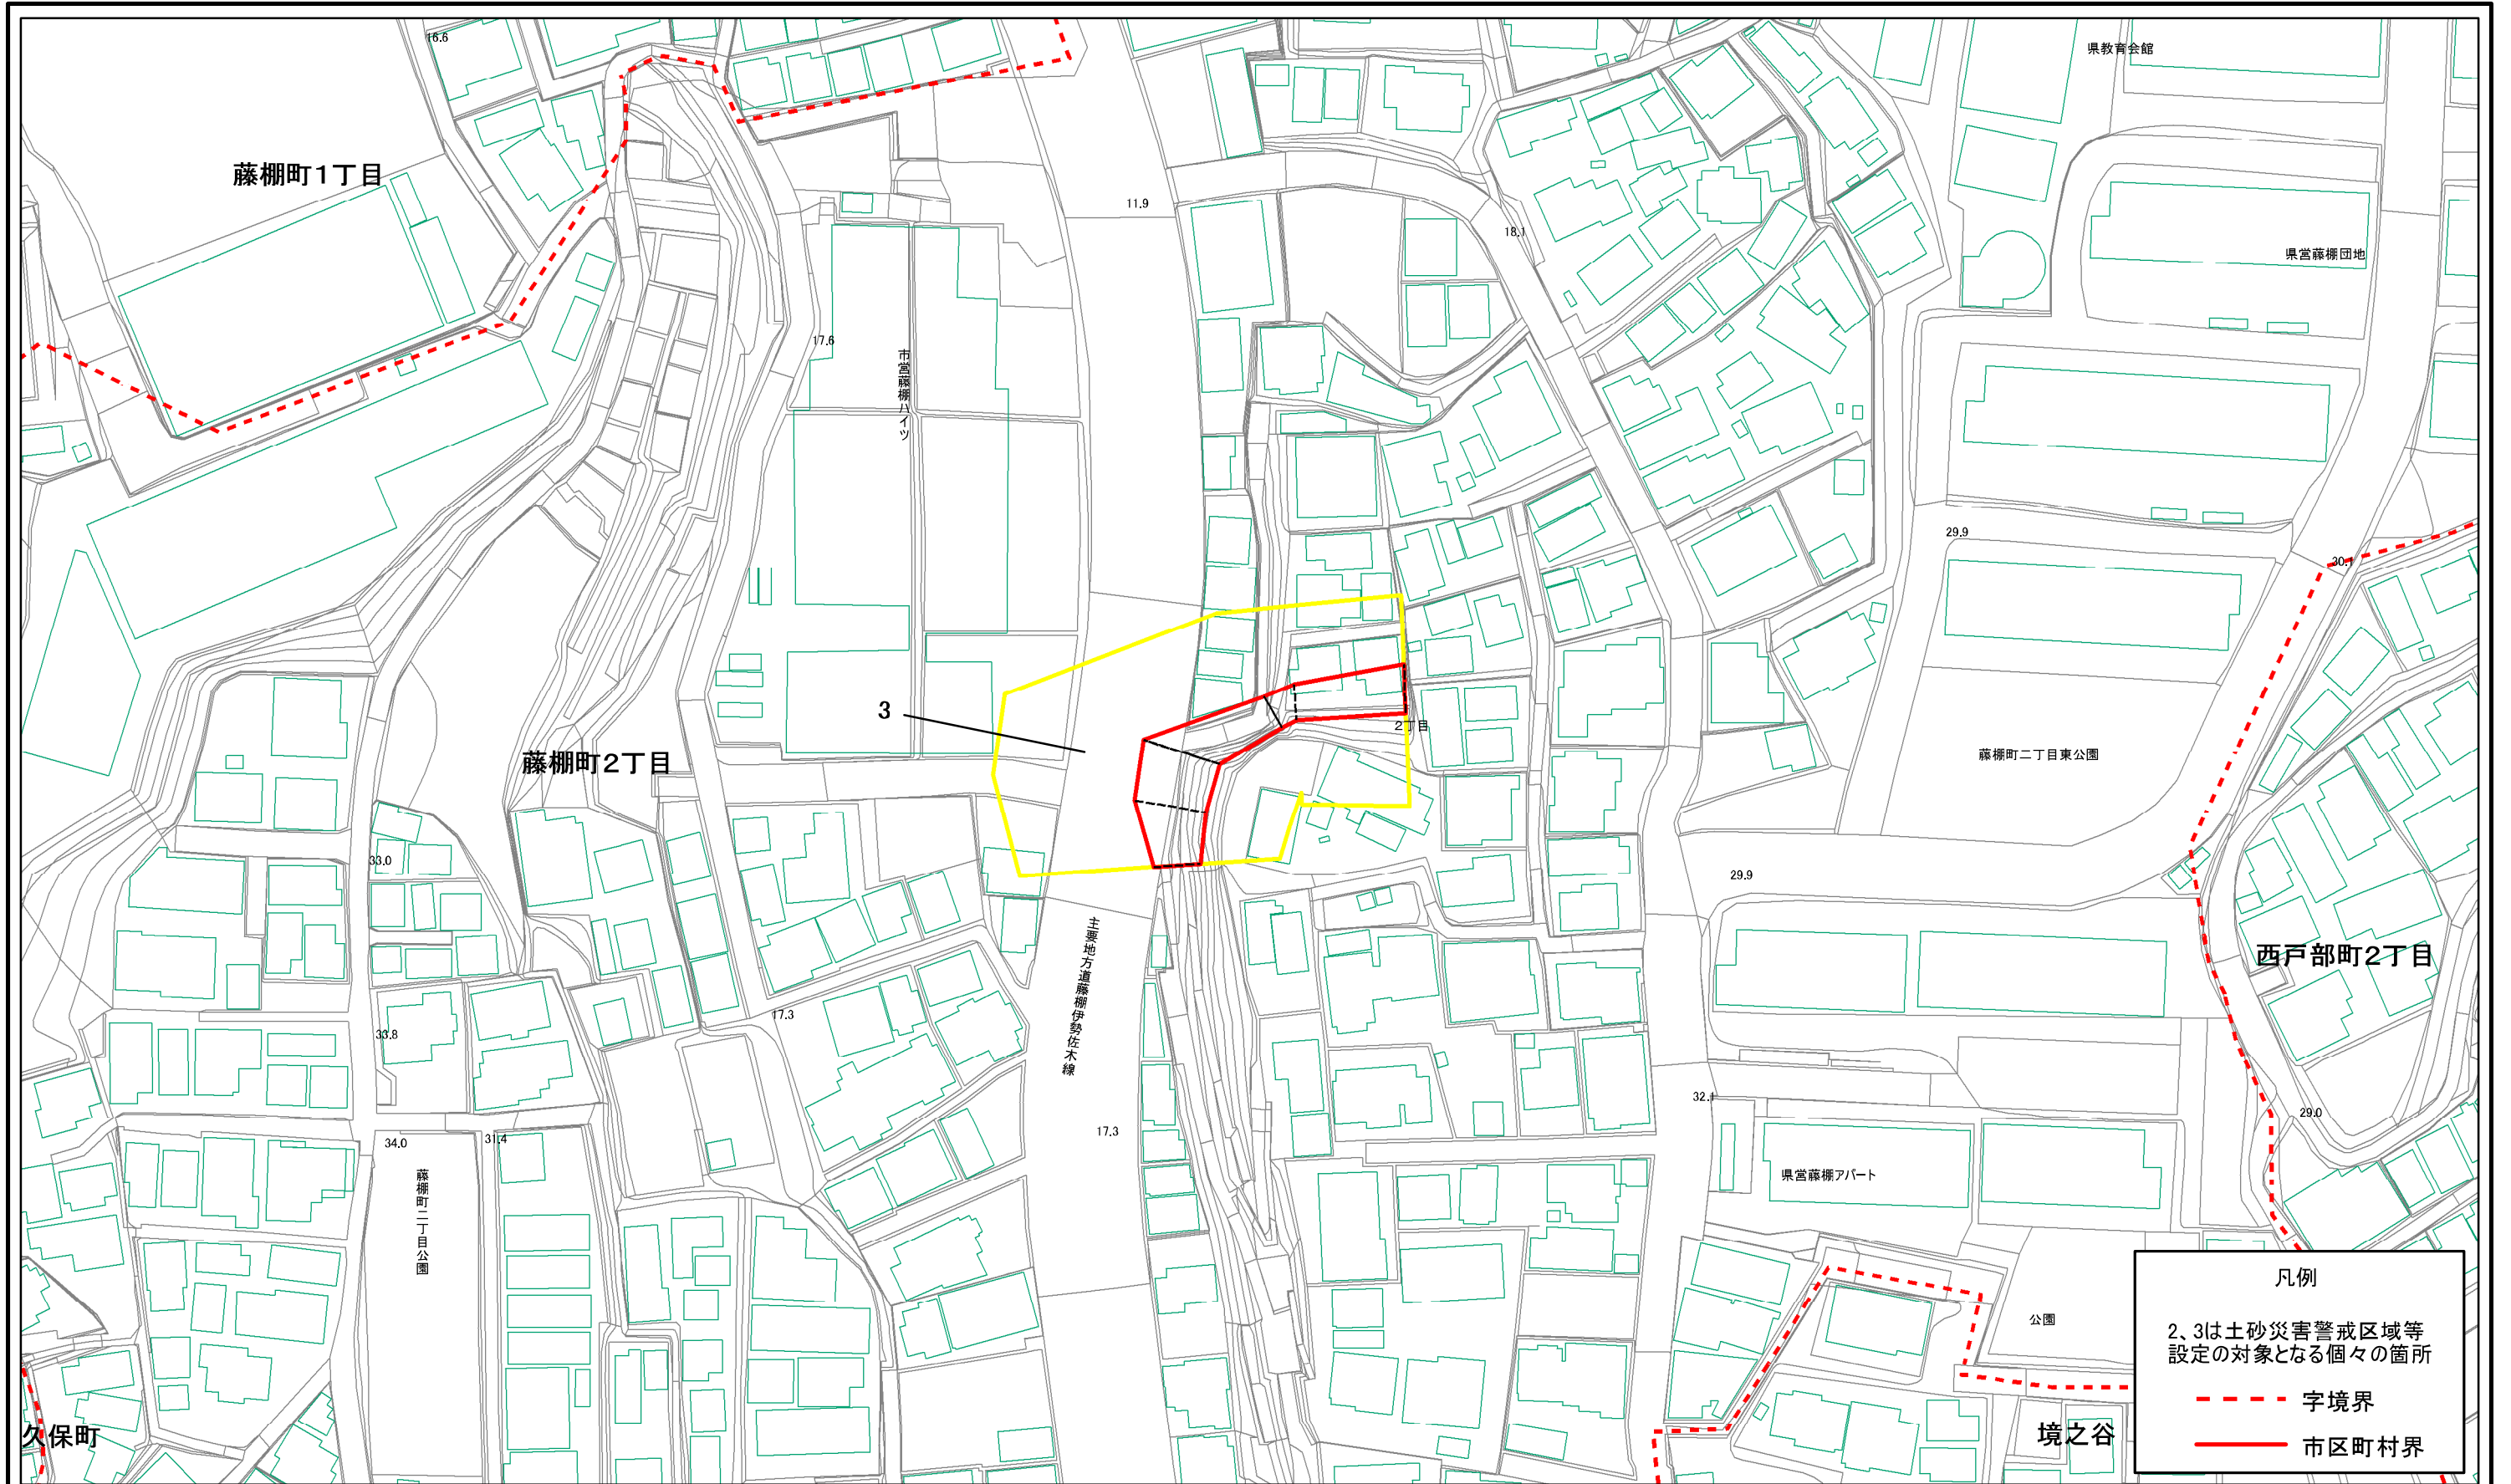 16.6
県教育会館
藤棚町1丁目
11.9
18.1
県営藤棚団地
17.6
市営藤棚ハイツ
29.9
30.1
3
2丁目
藤棚町2丁目
藤棚町二丁目東公園
33.0
29.9
主要地方道藤棚伊勢佐木線
西戸部町2丁目
17.3
33.8
32.1
29.0
17.3
34.0
31.4
県営藤棚アパート
藤棚町二丁目公園
公園
久保町
境之谷
凡例
2、3は土砂災害警戒区域等
設定の対象となる個々の箇所
字境界
市区町村界